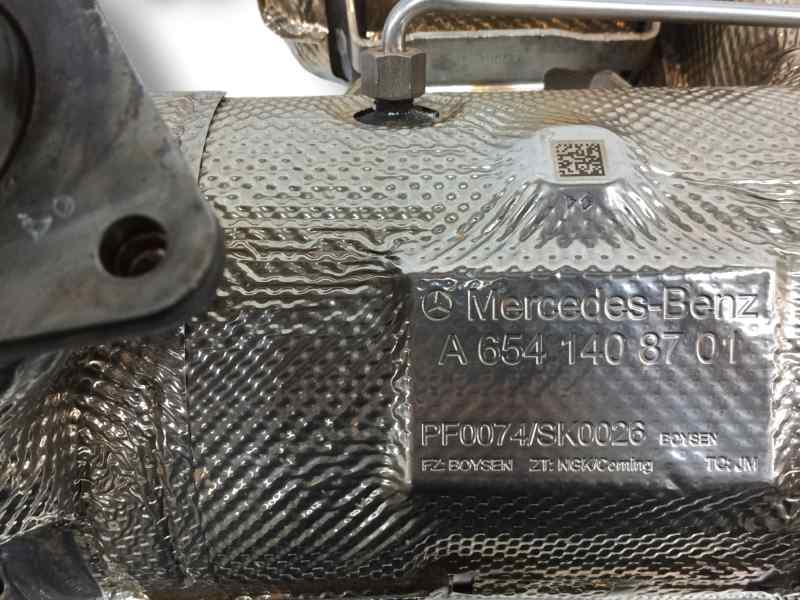 Mercedes-Benz
A 654 140 87 01
PF0074/SK0026 BOYSEN
FZ: BOYSEN ZT: NGK/Corning TC: JM